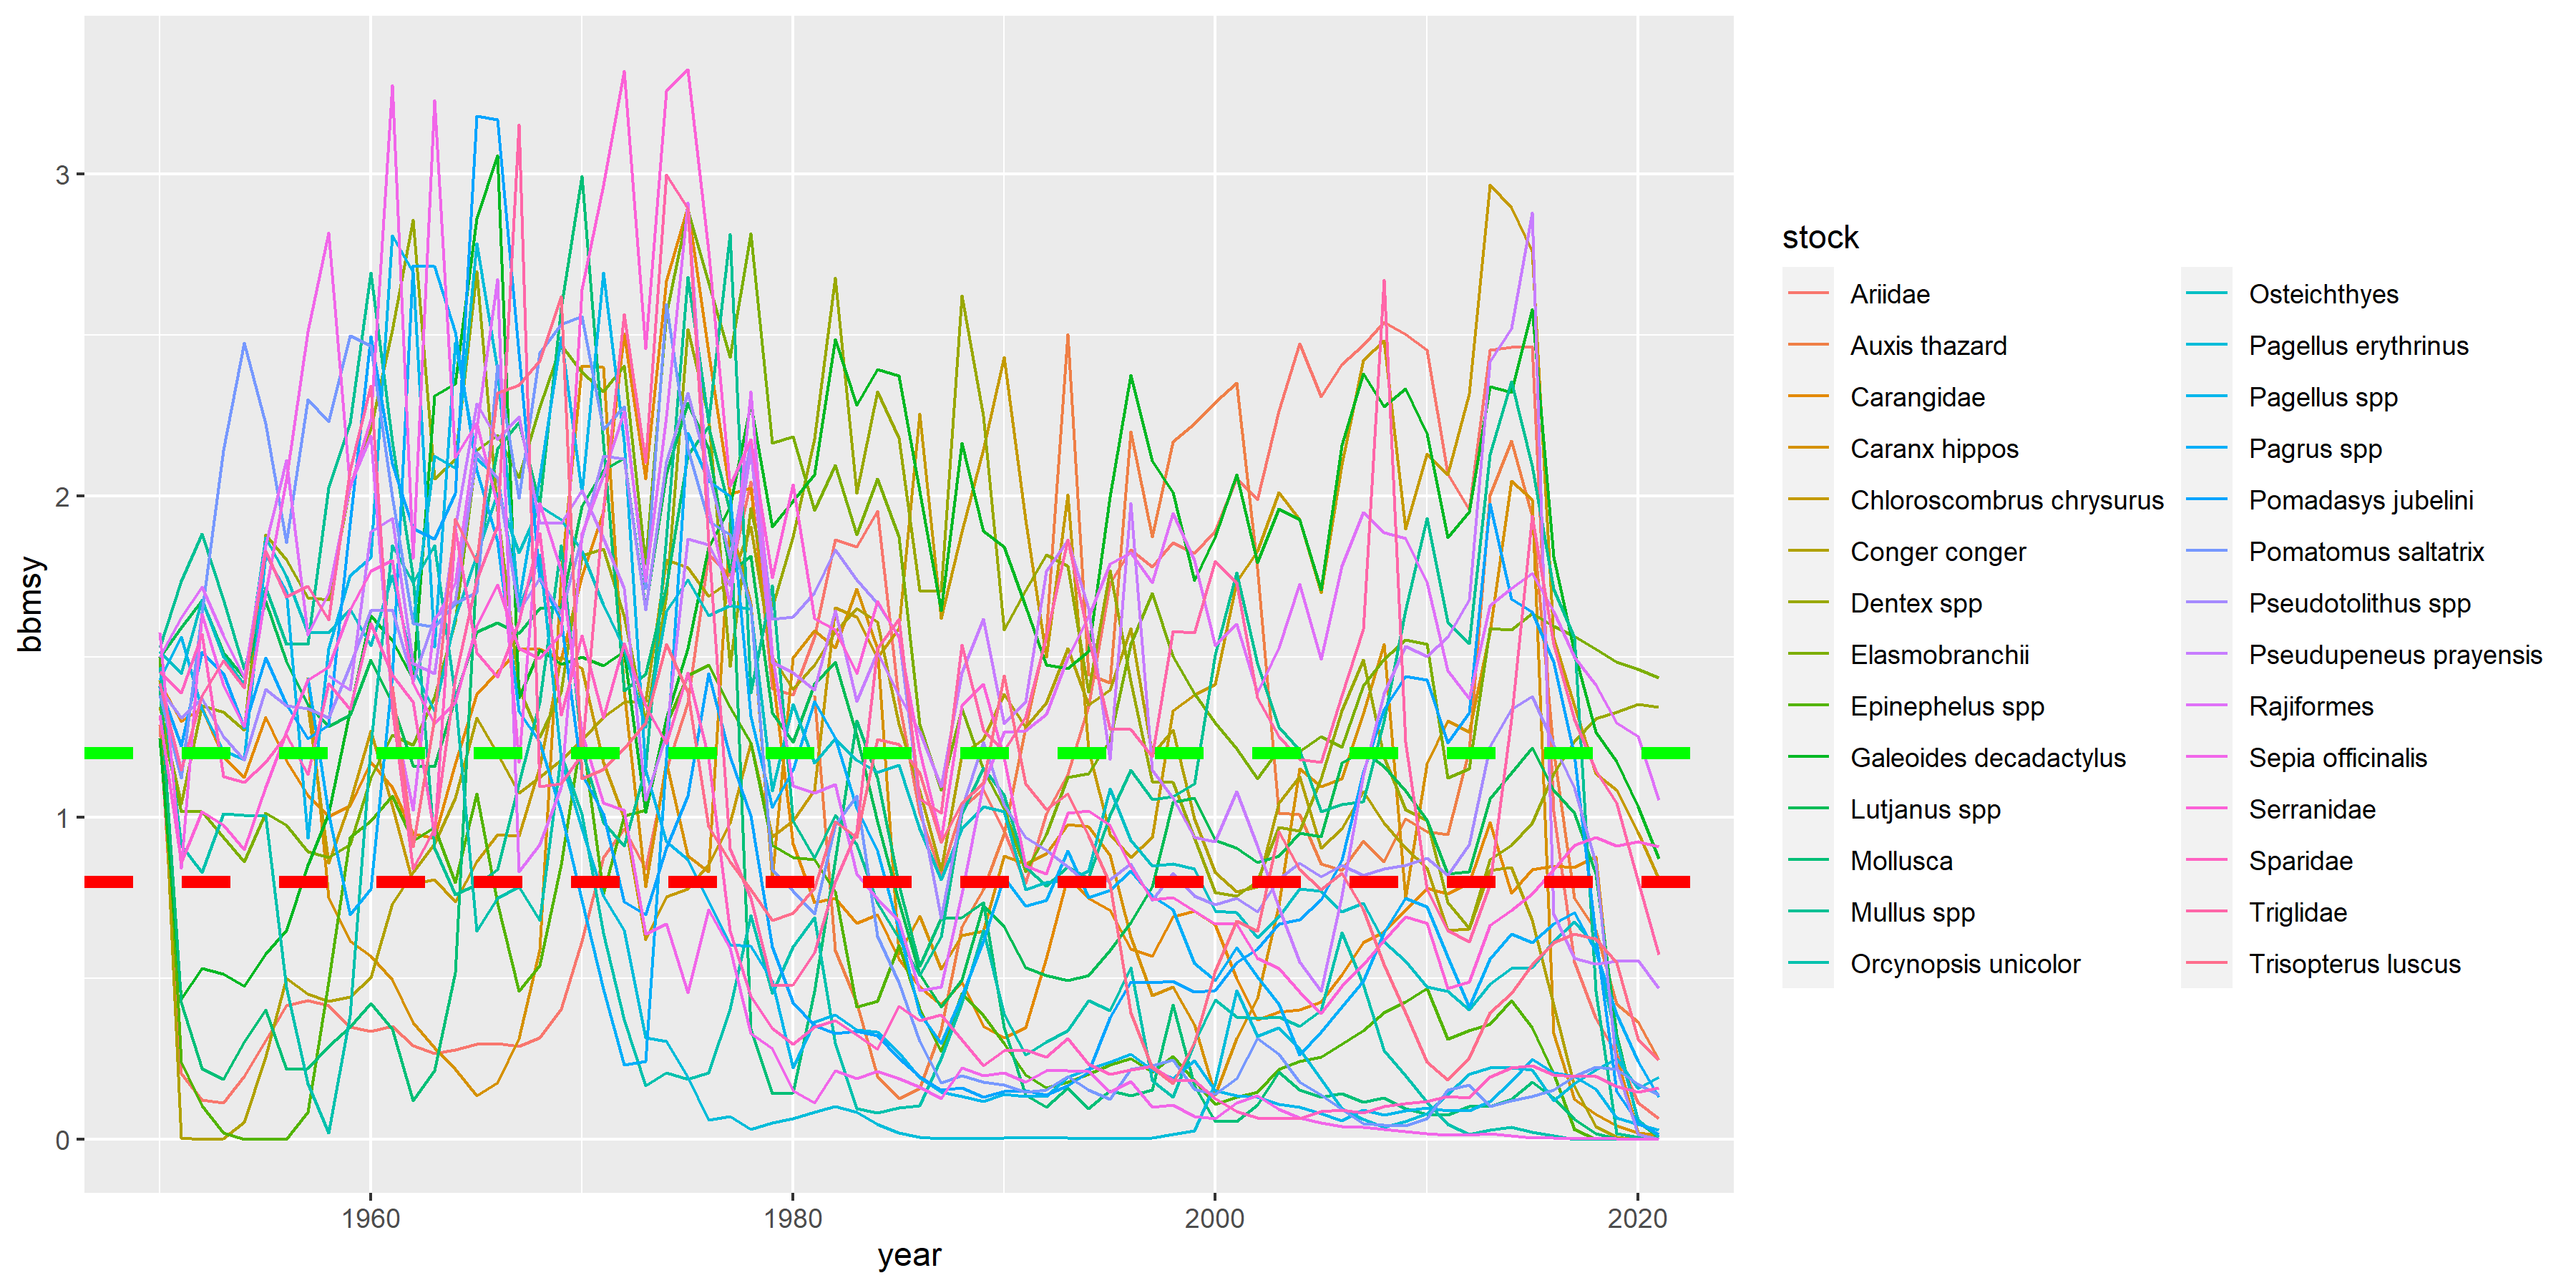 3
2
1
0
bbmsy
1960
1980
2000
2020
year
stock
Ariidae
Auxis thazard
Carangidae
Caranx hippos
Chloroscombrus chrysurus
Conger conger
Dentex spp
Elasmobranchii
Epinephelus spp
Galeoides decadactylus
Lutjanus spp
Mollusca
Mullus spp
Orcynopsis unicolor
Osteichthyes
Pagellus erythrinus
Pagellus spp
Pagrus spp
Pomadasys jubelini
Pomatomus saltatrix
Pseudotolithus spp
Pseudupeneus prayensis
Rajiformes
Sepia officinalis
Serranidae
Sparidae
Triglidae
Trisopterus luscus